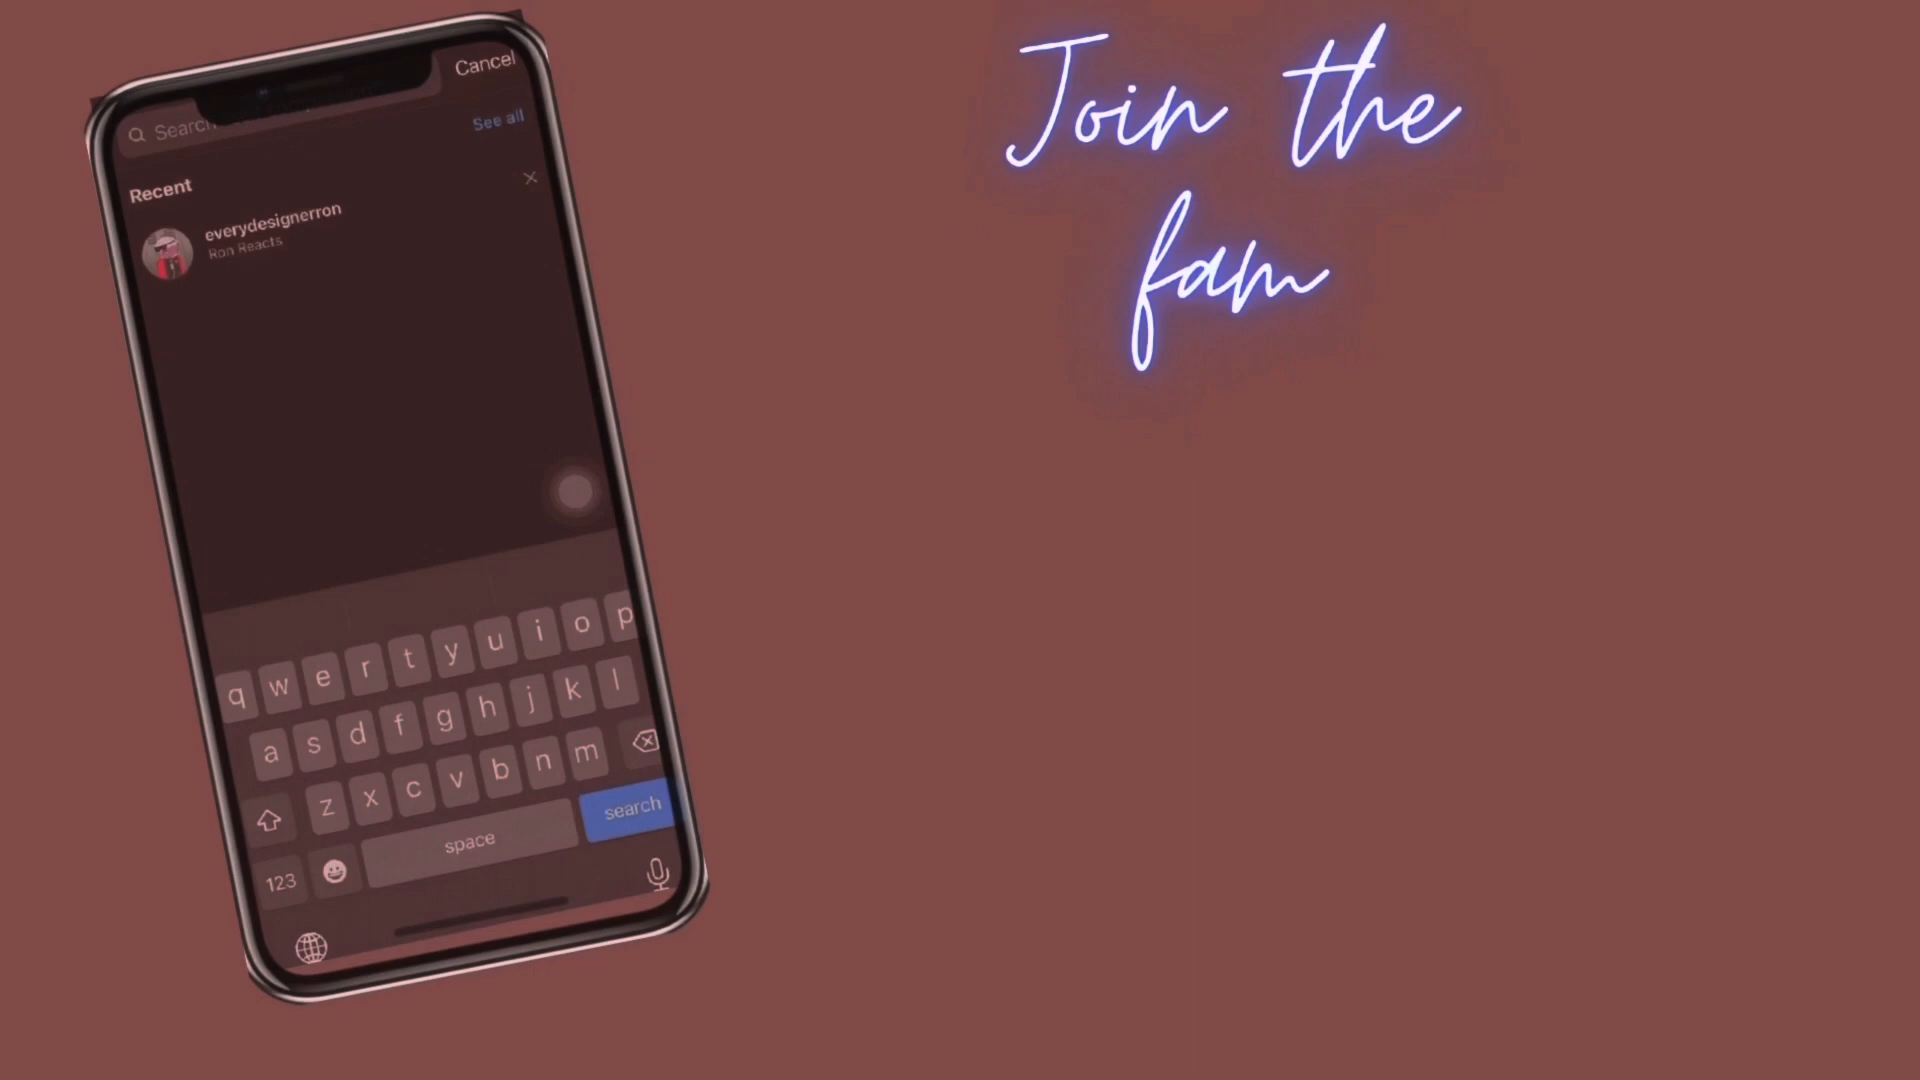 Cancel
Search
See all
Recent
everydesignerron
Ron Reacts
q w e r t y u i o p
a s d f g h j k l
z x c v b n m
123
space
search
Join the
fam